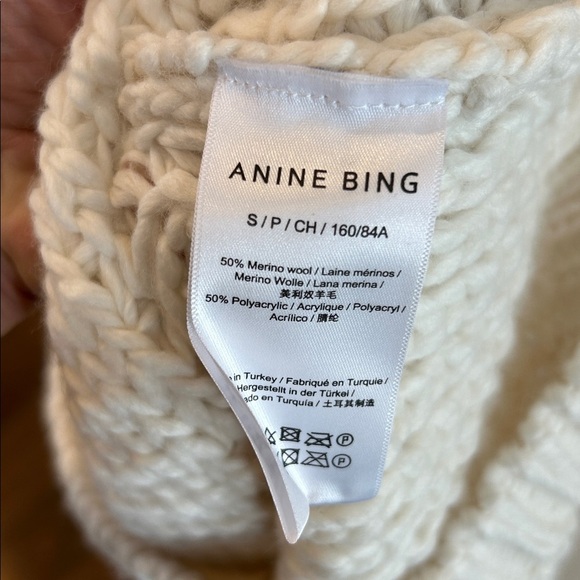 ANINE BING
S / P / CH / 160/84A
50% Merino wool / Laine mérinos /
Merino Wolle / Lana merina /
美利奴羊毛
50% Polyacrylic / Acrylique / Polyacryl /
Acrílico / 腈纶
in Turkey / Fabriqué en Turquie /
Hergestellt in der Türkei /
en Turquía / 土耳其制造
P
P